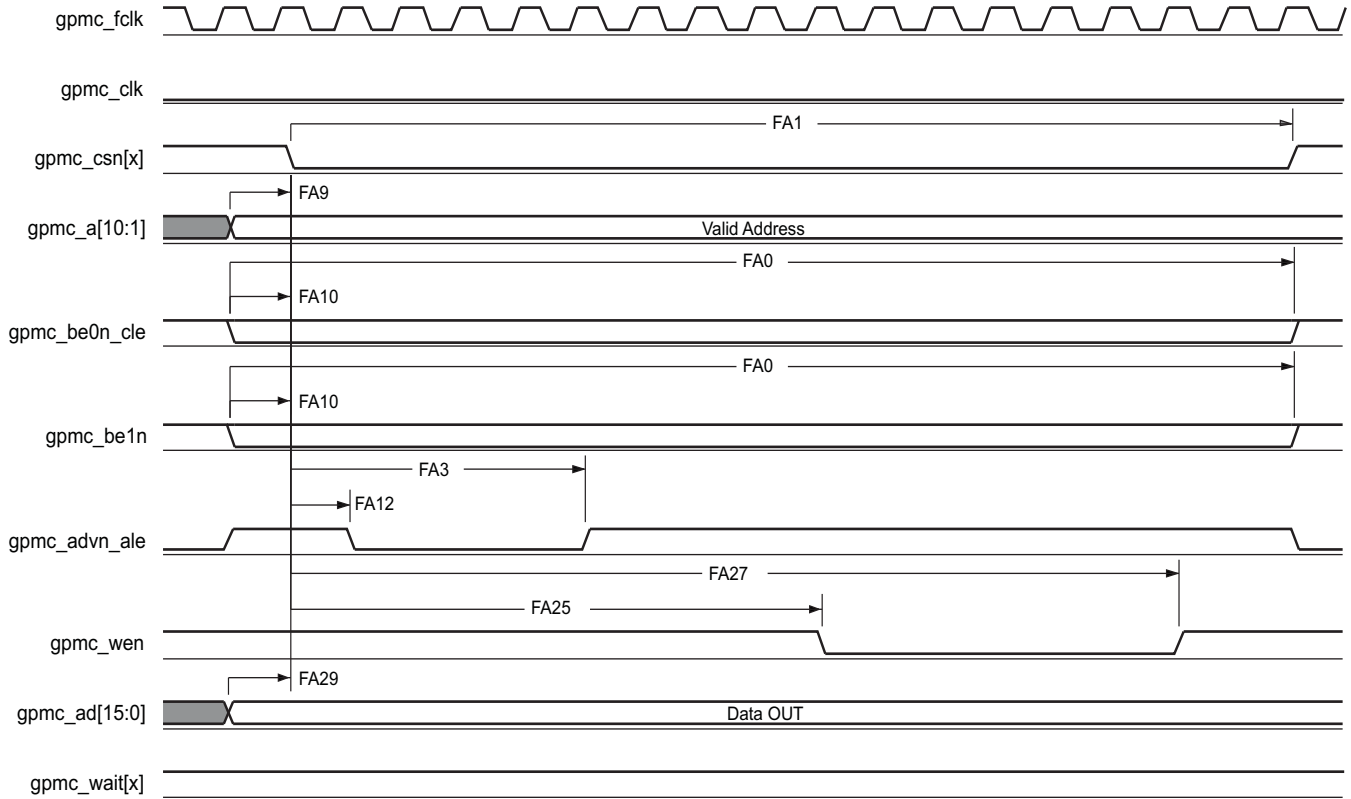 gpmc_fclk
gpmc_clk
FA1
gpmc_csn[x]
FA9
gpmc_a[10:1]
Valid Address
FA0
FA10
gpmc_be0n_cle
FA0
FA10
gpmc_be1n
FA3
FA12
gpmc_advn_ale
FA27
FA25
gpmc_wen
FA29
gpmc_ad[15:0]
Data OUT
gpmc_wait[x]